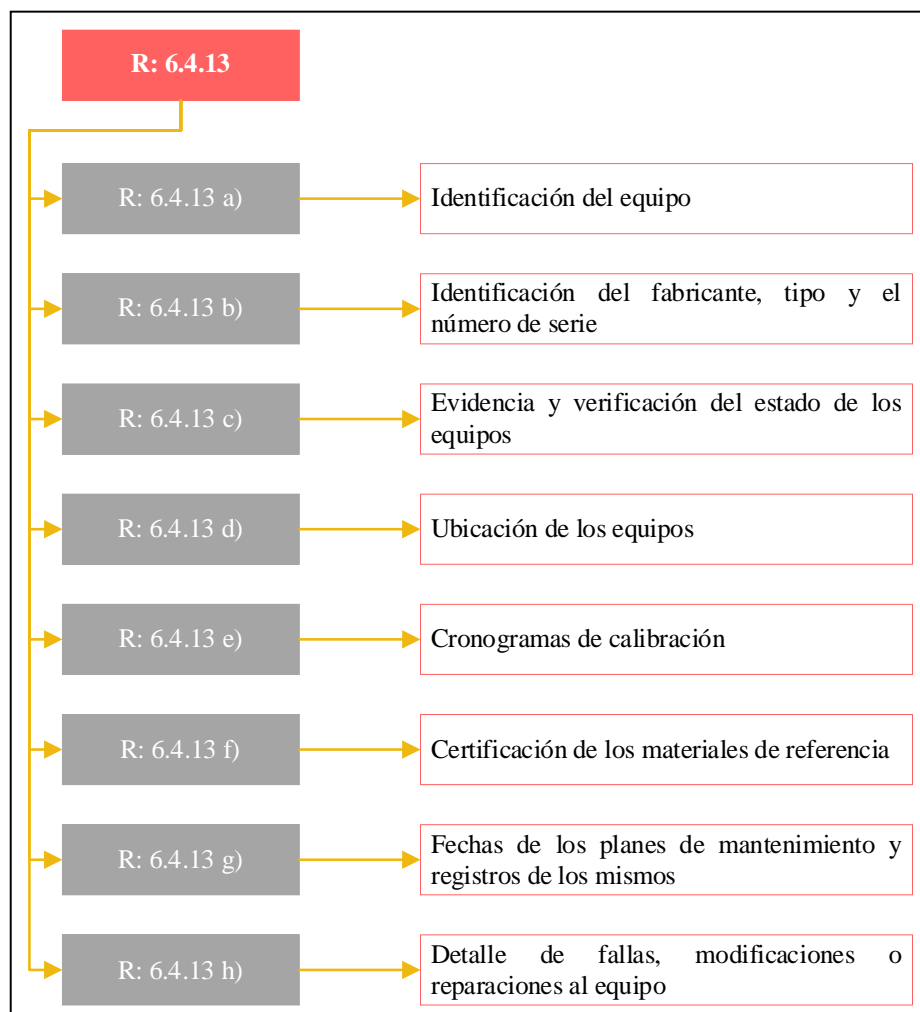 R: 6.4.13
R: 6.4.13 a)
Identificación del equipo
R: 6.4.13 b)
Identificación del fabricante, tipo y el
número de serie
R: 6.4.13 c)
Evidencia y verificación del estado de los
equipos
R: 6.4.13 d)
Ubicación de los equipos
R: 6.4.13 e)
Cronogramas de calibración
R: 6.4.13 f)
Certificación de los materiales de referencia
R: 6.4.13 g)
Fechas de los planes de mantenimiento y
registros de los mismos
R: 6.4.13 h)
Detalle de fallas, modificaciones o
reparaciones al equipo